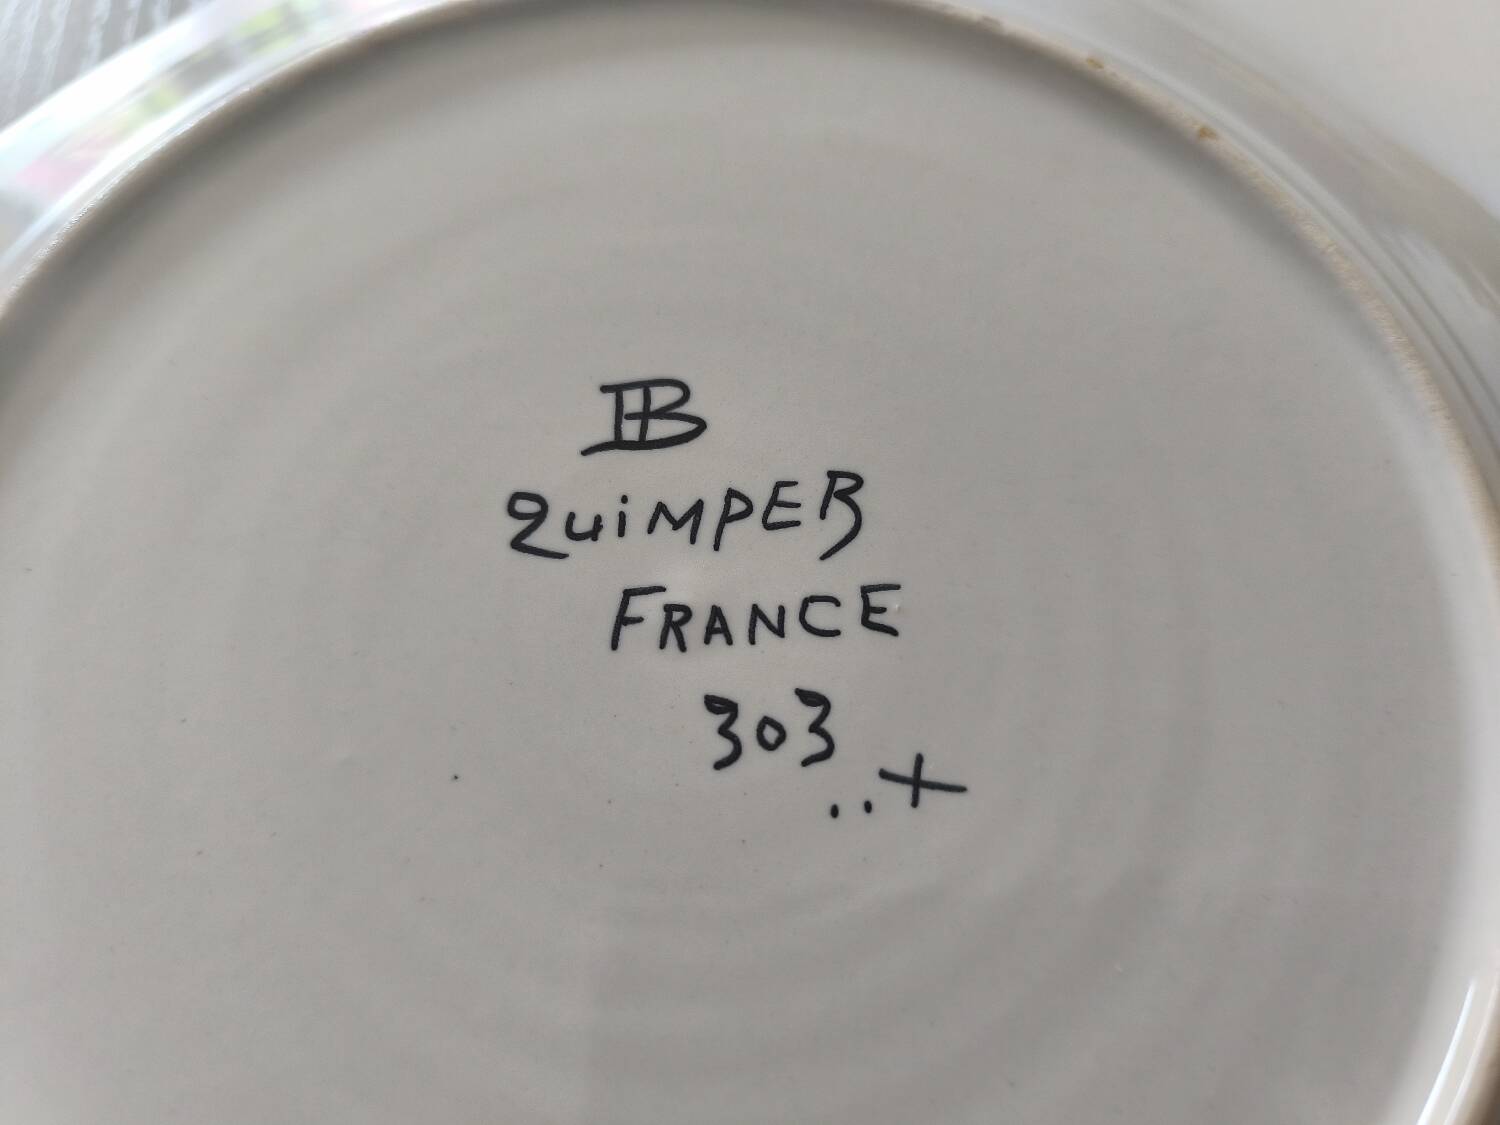 HB
QuiMPER
FRANCE
303
..+